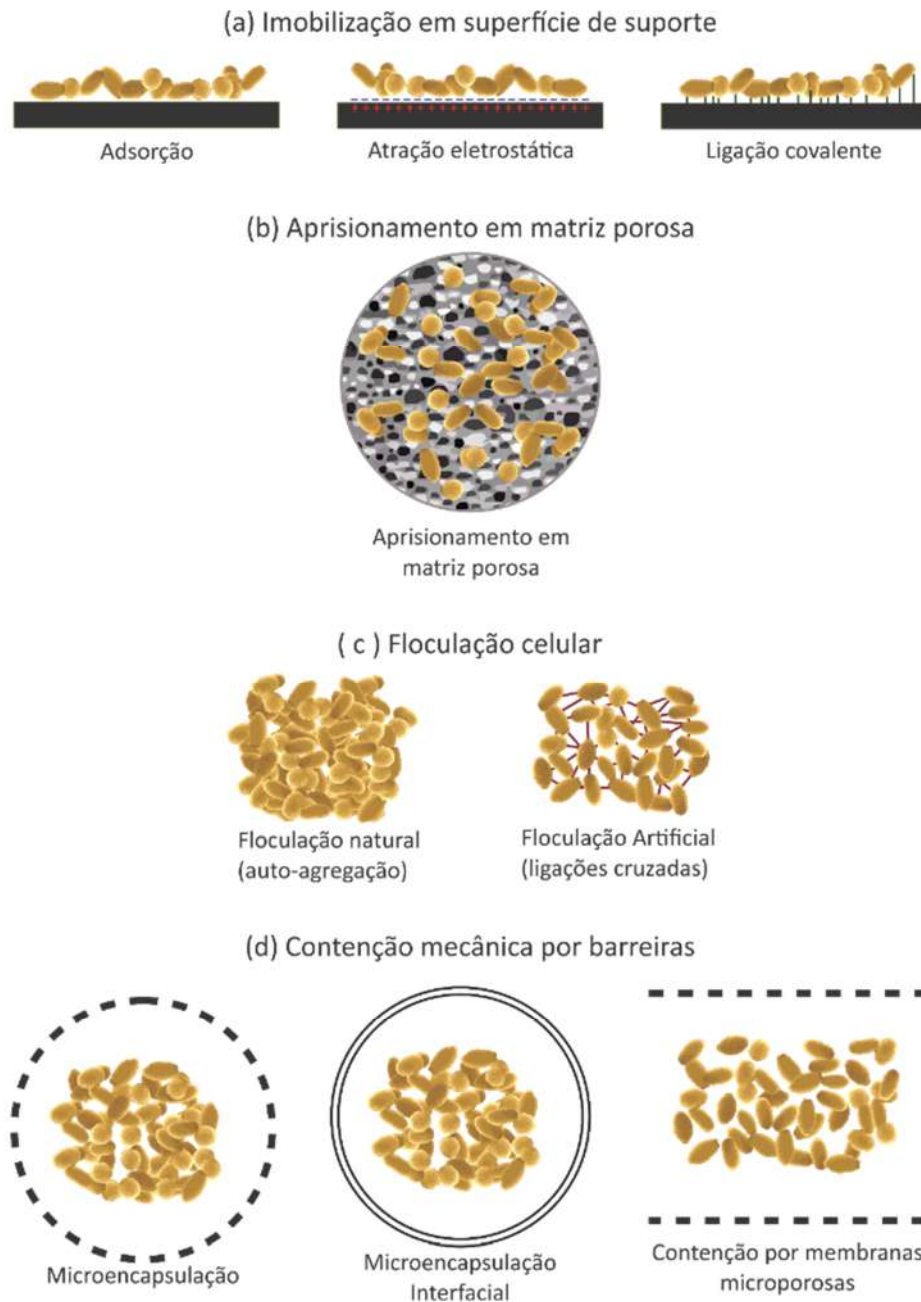 (a) Imobilização em superfície de suporte
Adsorção
Atração eletrostática
Ligação covalente
(b) Aprisionamento em matriz porosa
Aprisionamento em
matriz porosa
( c ) Floculação celular
Floculação natural
(auto-agregação)
Floculação Artificial
(ligações cruzadas)
(d) Contenção mecânica por barreiras
Microencapsulação
Microencapsulação
Interfacial
Contenção por membranas
microporosas